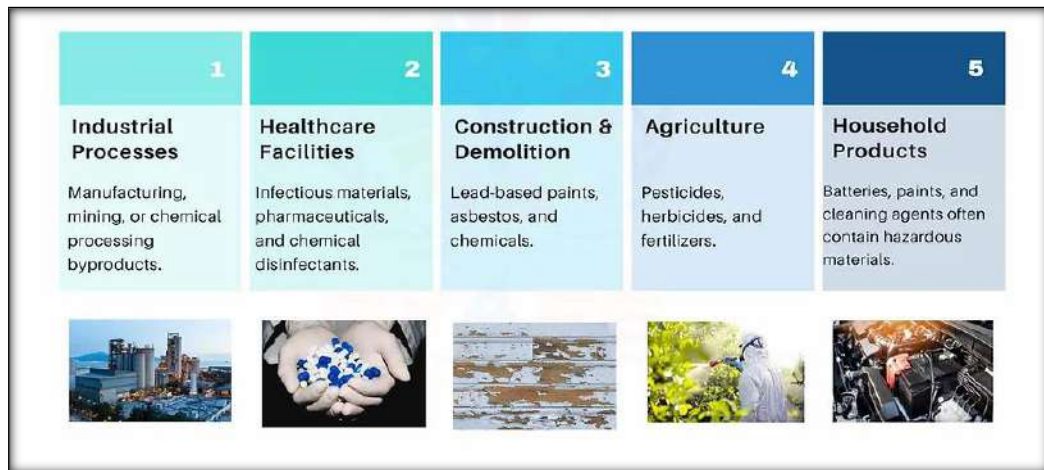 1
Industrial
Processes
Manufacturing,
mining, or chemical
processing
byproducts.
2
Healthcare
Facilities
Infectious materials,
pharmaceuticals,
and chemical
disinfectants.
3
Construction &
Demolition
Lead-based paints,
asbestos, and
chemicals.
4
Agriculture
Pesticides,
herbicides, and
fertilizers.
5
Household
Products
Batteries, paints, and
cleaning agents often
contain hazardous
materials.